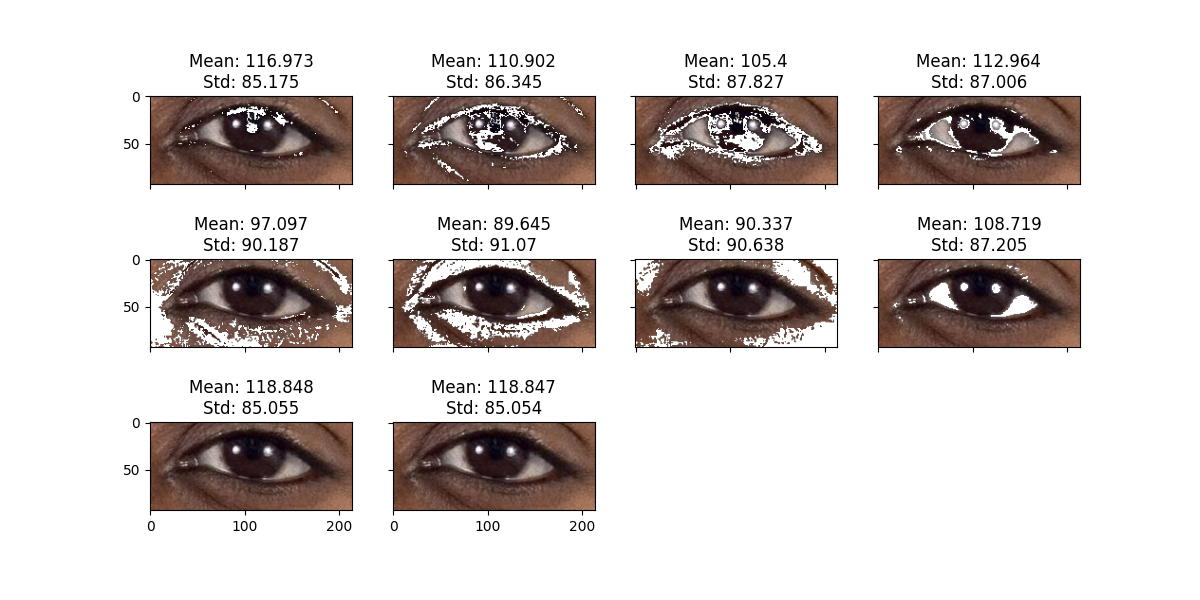 Mean: 116.973
Std: 85.175
Mean: 110.902
Std: 86.345
Mean: 105.4
Std: 87.827
Mean: 112.964
Std: 87.006
0
50
Mean: 97.097
Std: 90.187
Mean: 89.645
Std: 91.07
Mean: 90.337
Std: 90.638
Mean: 108.719
Std: 87.205
0
50
Mean: 118.848
Std: 85.055
Mean: 118.847
Std: 85.054
0
50
0 100 200
0 100 200